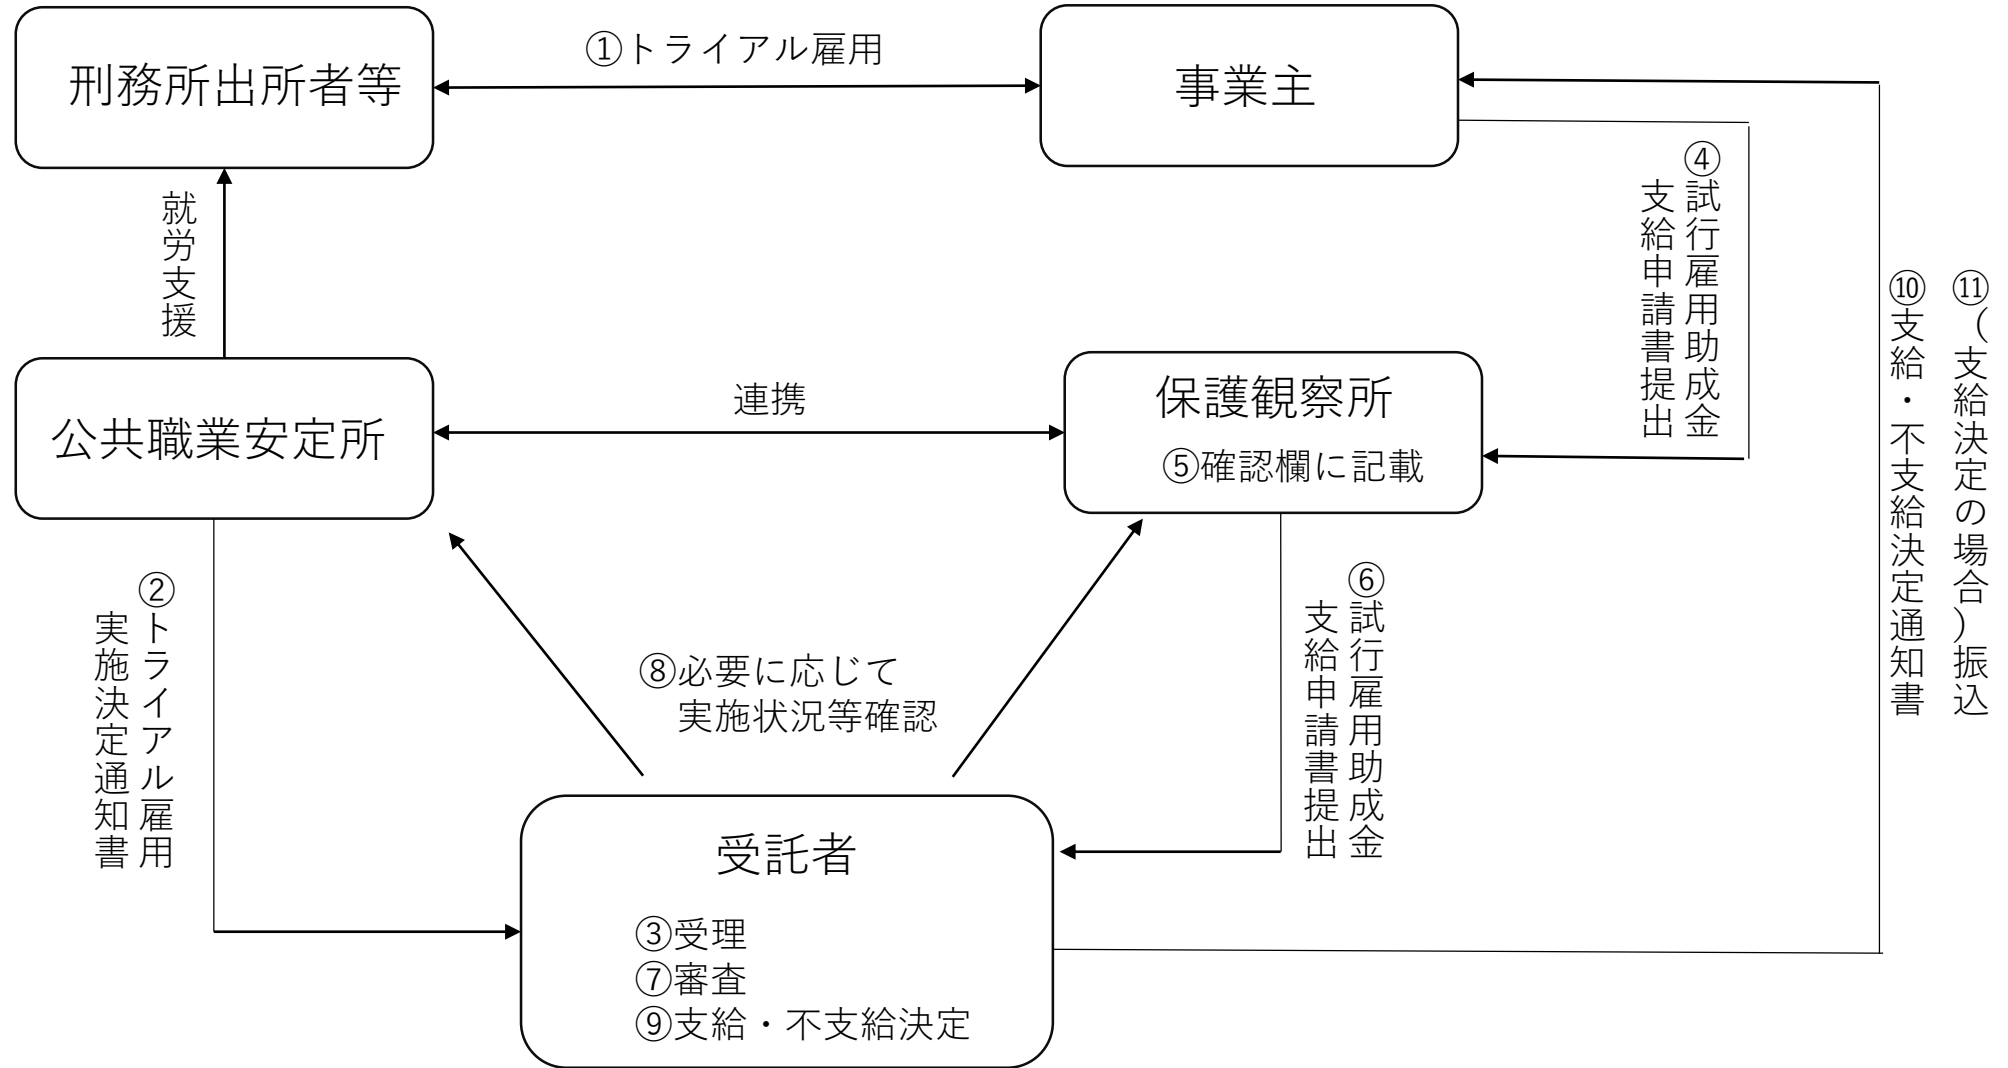 刑務所出所者等
①トライアル雇用
事業主
就労支援
④試行雇用助成金
支給申請書提出
⑪(支給決定の場合)振込
⑩支給・不支給決定通知書
公共職業安定所
連携
保護観察所
⑤確認欄に記載
②トライアル雇用
実施決定通知書
⑧必要に応じて
実施状況等確認
⑥試行雇用助成金
支給申請書提出
受託者
③受理
⑦審査
⑨支給・不支給決定